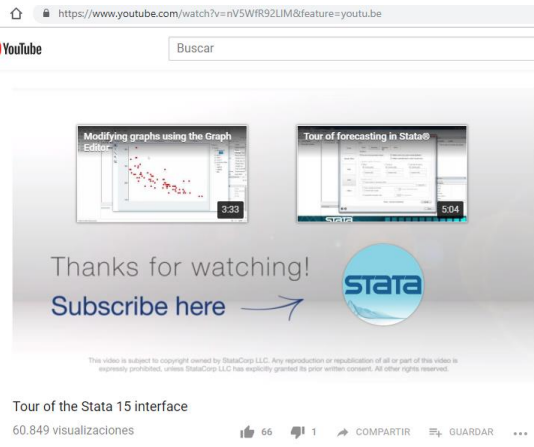 https://www.youtube.com/watch?v=nV5WfR92LIM&feature=youtu.be
YouTube
Buscar
Modifying graphs using the Graph
Editor
3:33
Tour of forecasting in Stata®
5:04
Thanks for watching!
Subscribe here
STATA
This video is subject to copyright owned by StataCorp LLC. Any reproduction or republication of all or part of this video is
expressly prohibited, unless StataCorp LLC has explicitly granted its prior written consent. All other rights reserved.
Tour of the Stata 15 interface
60.849 visualizaciones
66
1
COMPARTIR
GUARDAR